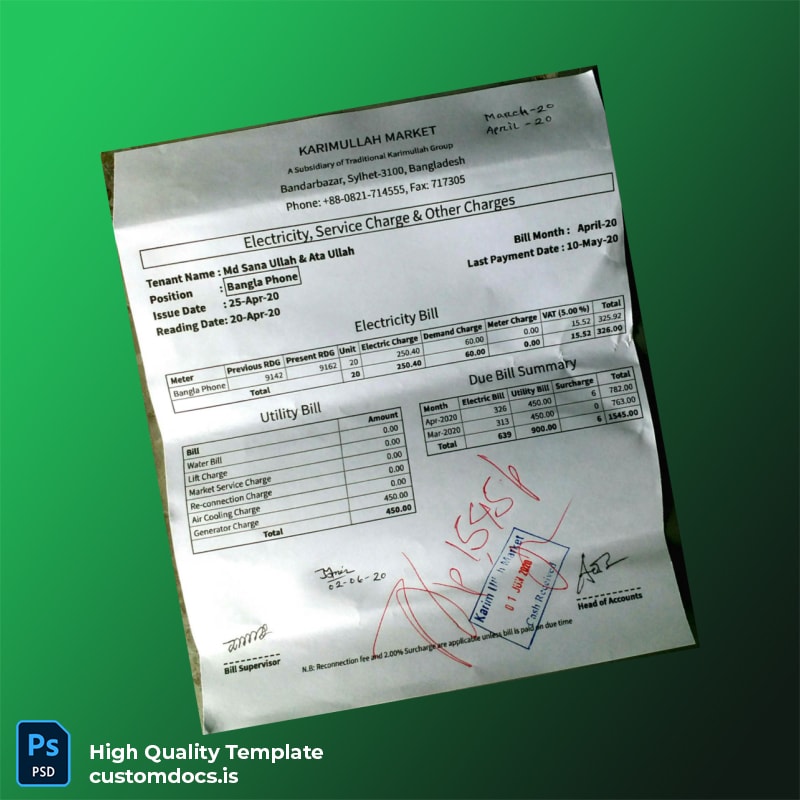 March-20
April-20
KARIMULLAH MARKET
A Subsidiary of Traditional Karimullah Group
Bandarbazar, Sylhet-3100, Bangladesh
Phone: +88-0821-714555, Fax: 717305
Electricity, Service Charge & Other Charges
Tenant Name : Md Sana Ullah & Ata Ullah
Position : Bangla Phone
Issue Date : 25-Apr-20
Reading Date: 20-Apr-20
Bill Month : April-20
Last Payment Date : 10-May-20
Electricity Bill
Meter Previous RDG Present RDG Unit Electric Charge Demand Charge Meter Charge VAT (5.00 %) Total
Bangla Phone 9142 9162 20 250.40 60.00 0.00 15.52 325.92
Total 20 250.40 60.00 0.00 15.52 326.00
Utility Bill
Bill Amount
Water Bill 0.00
Lift Charge 0.00
Market Service Charge 0.00
Re-connection Charge 0.00
Air Cooling Charge 0.00
Generator Charge 450.00
Total 450.00
Due Bill Summary
Month Electric Bill Utility Bill Surcharge Total
Apr-2020 326 450.00 6 782.00
Mar-2020 313 450.00 0 763.00
Total 639 900.00 6 1545.00
1545
02-06-20
Market
01 JUN 2020
Cash Received
Bill Supervisor
Head of Accounts
N.B: Reconnection fee and 2.00% Surcharge are applicable unless bill is paid on due time
Ps
PSD
High Quality Template
customdocs.is